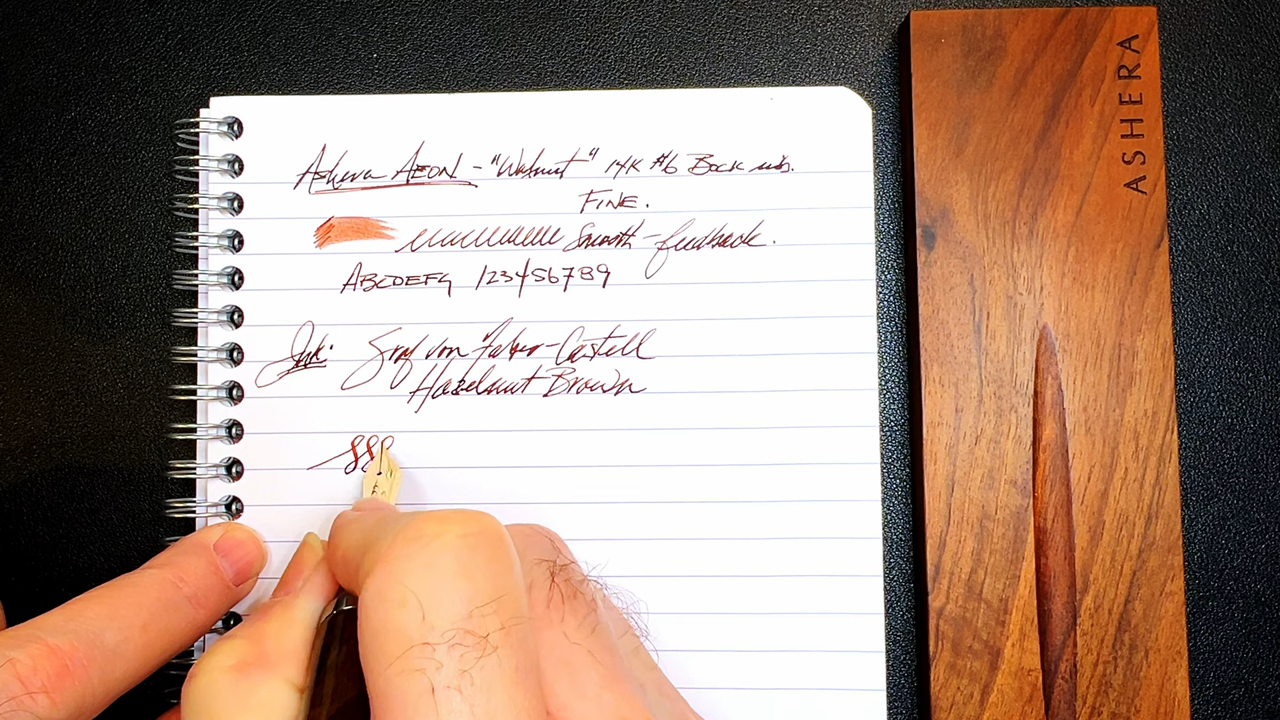 Ashera AEON - "Walnut" 14K #6 Bock nib.
FINE.
Smooth - feedback.
ABCDEFG 123456789
Ink: Graf von Faber-Castell
Hazelnut Brown
ASHERA